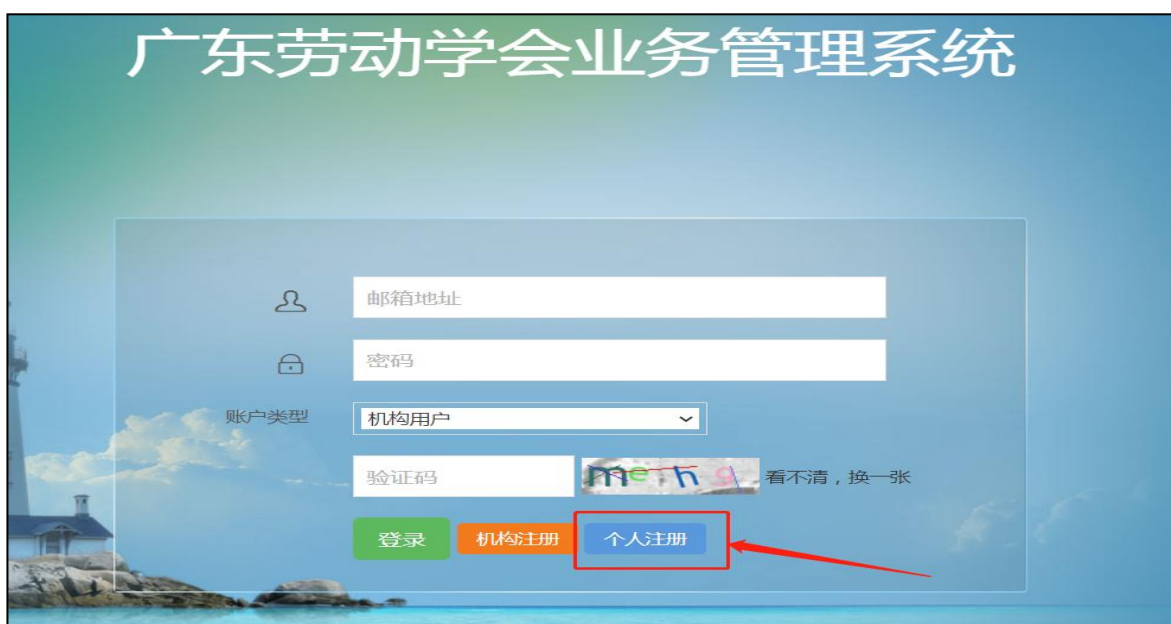 广东劳动学会业务管理系统
邮箱地址
密码
账户类型 机构用户
验证码 mehg 看不清，换一张
登录 机构注册 个人注册